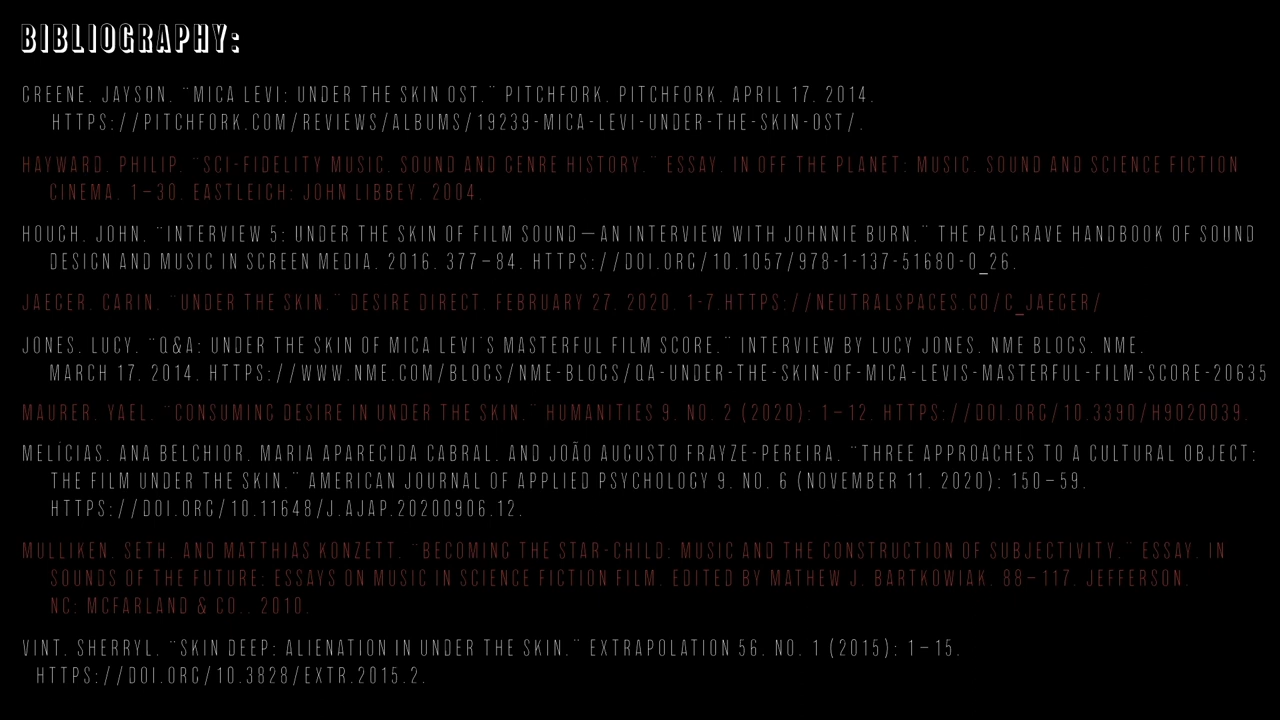 BIBLIOGRAPHY:
GREENE. JAYSON. "MICA LEVI: UNDER THE SKIN OST." PITCHFORK. PITCHFORK. APRIL 17. 2014.
HTTPS://PITCHFORK.COM/REVIEWS/ALBUMS/19239-MICA-LEVI-UNDER-THE-SKIN-OST/.
HAYWARD. PHILIP. "SCI-FIDELITY MUSIC. SOUND AND GENRE HISTORY." ESSAY. IN OFF THE PLANET: MUSIC. SOUND AND SCIENCE FICTION
CINEMA. 1–30. EASTLEIGH: JOHN LIBBEY. 2004.
HOUGH. JOHN. "INTERVIEW 5: UNDER THE SKIN OF FILM SOUND—AN INTERVIEW WITH JOHNNIE BURN." THE PALGRAVE HANDBOOK OF SOUND
DESIGN AND MUSIC IN SCREEN MEDIA. 2016. 377–84. HTTPS://DOI.ORG/10.1057/978-1-137-51680-0_26.
JAEGER. CARIN. "UNDER THE SKIN." DESIRE DIRECT. FEBRUARY 27. 2020. 1-7.HTTPS://NEUTRALSPACES.CO/C_JAEGER/
JONES. LUCY. "Q&A: UNDER THE SKIN OF MICA LEVI'S MASTERFUL FILM SCORE." INTERVIEW BY LUCY JONES. NME BLOGS. NME.
MARCH 17. 2014. HTTPS://WWW.NME.COM/BLOGS/NME-BLOGS/QA-UNDER-THE-SKIN-OF-MICA-LEVIS-MASTERFUL-FILM-SCORE-20635
MAURER. YAEL. "CONSUMING DESIRE IN UNDER THE SKIN." HUMANITIES 9. NO. 2 (2020): 1–12. HTTPS://DOI.ORG/10.3390/H9020039.
MELÍCIAS. ANA BELCHIOR. MARIA APARECIDA CABRAL. AND JOÃO AUGUSTO FRAYZE-PEREIRA. "THREE APPROACHES TO A CULTURAL OBJECT:
THE FILM UNDER THE SKIN." AMERICAN JOURNAL OF APPLIED PSYCHOLOGY 9. NO. 6 (NOVEMBER 11. 2020): 150–59.
HTTPS://DOI.ORG/10.11648/J.AJAP.20200906.12.
MULLIKEN. SETH. AND MATTHIAS KONZETT. "BECOMING THE STAR-CHILD: MUSIC AND THE CONSTRUCTION OF SUBJECTIVITY." ESSAY. IN
SOUNDS OF THE FUTURE: ESSAYS ON MUSIC IN SCIENCE FICTION FILM. EDITED BY MATHEW J. BARTKOWIAK. 88–117. JEFFERSON.
NC: MCFARLAND & CO.. 2010.
VINT. SHERRYL. "SKIN DEEP: ALIENATION IN UNDER THE SKIN." EXTRAPOLATION 56. NO. 1 (2015): 1–15.
HTTPS://DOI.ORG/10.3828/EXTR.2015.2.